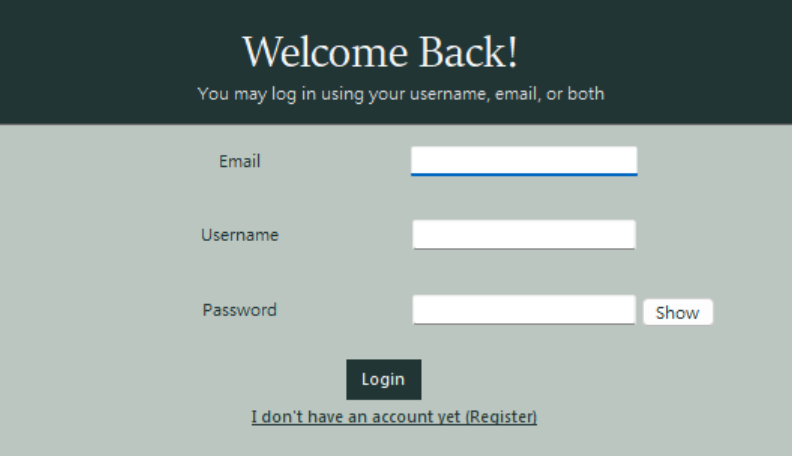 Welcome Back!
You may log in using your username, email, or both
Email
Username
Password
Show
Login
I don't have an account yet (Register)